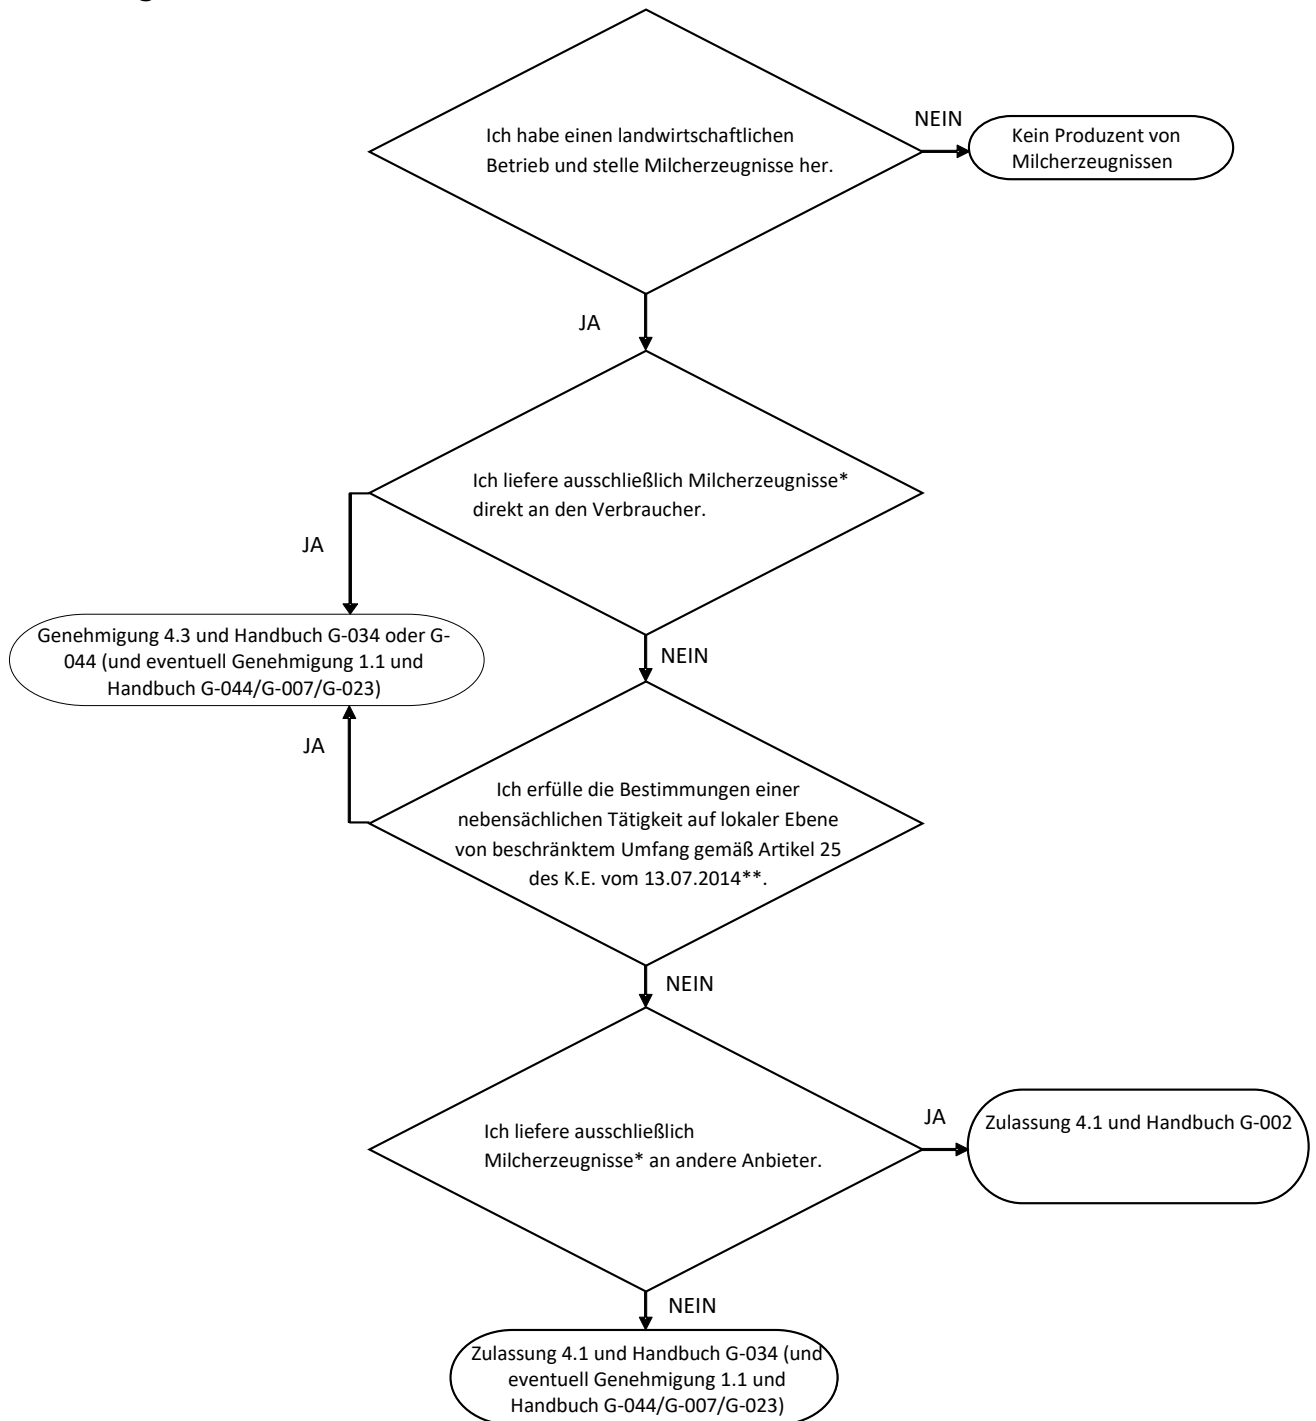 Ich habe einen landwirtschaftlichen
Betrieb und stelle Milcherzeugnisse her.
NEIN
Kein Produzent von
Milcherzeugnissen
JA
Ich liefere ausschließlich Milcherzeugnisse*
direkt an den Verbraucher.
JA
Genehmigung 4.3 und Handbuch G-034 oder G-
044 (und eventuell Genehmigung 1.1 und
Handbuch G-044/G-007/G-023)
NEIN
JA
Ich erfülle die Bestimmungen einer
nebensächlichen Tätigkeit auf lokaler Ebene
von beschränktem Umfang gemäß Artikel 25
des K.E. vom 13.07.2014**.
NEIN
Ich liefere ausschließlich
Milcherzeugnisse* an andere Anbieter.
JA
Zulassung 4.1 und Handbuch G-002
NEIN
Zulassung 4.1 und Handbuch G-034 (und
eventuell Genehmigung 1.1 und
Handbuch G-044/G-007/G-023)